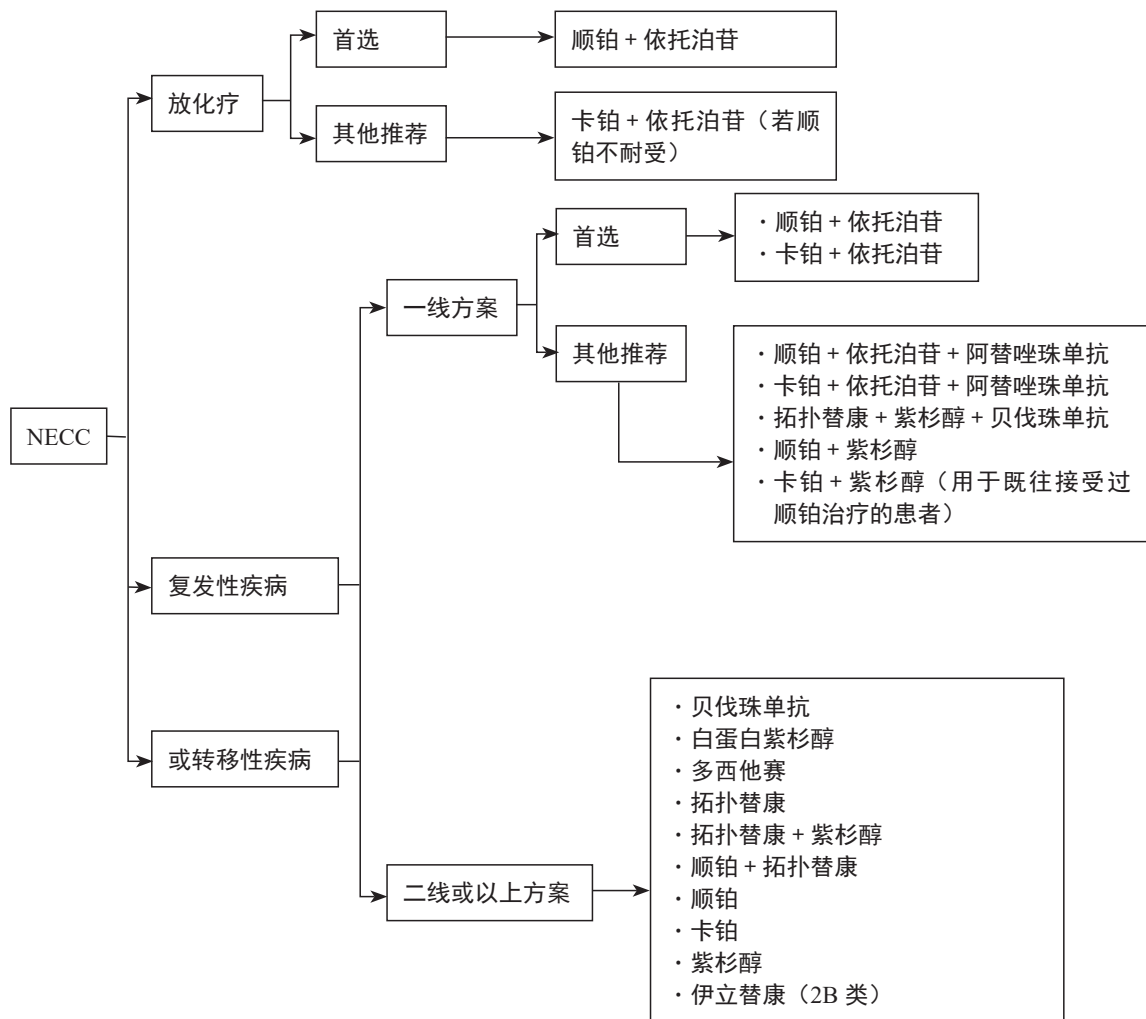 首选
顺铂 + 依托泊苷
放化疗
其他推荐
卡铂 + 依托泊苷（若顺
铂不耐受）
首选
· 顺铂 + 依托泊苷
· 卡铂 + 依托泊苷
一线方案
其他推荐
· 顺铂 + 依托泊苷 + 阿替唑珠单抗
· 卡铂 + 依托泊苷 + 阿替唑珠单抗
· 拓扑替康 + 紫杉醇 + 贝伐珠单抗
· 顺铂 + 紫杉醇
· 卡铂 + 紫杉醇（用于既往接受过
顺铂治疗的患者）
NECC
复发性疾病
或转移性疾病
二线或以上方案
· 贝伐珠单抗
· 白蛋白紫杉醇
· 多西他赛
· 拓扑替康
· 拓扑替康 + 紫杉醇
· 顺铂 + 拓扑替康
· 顺铂
· 卡铂
· 紫杉醇
· 伊立替康（2B 类）